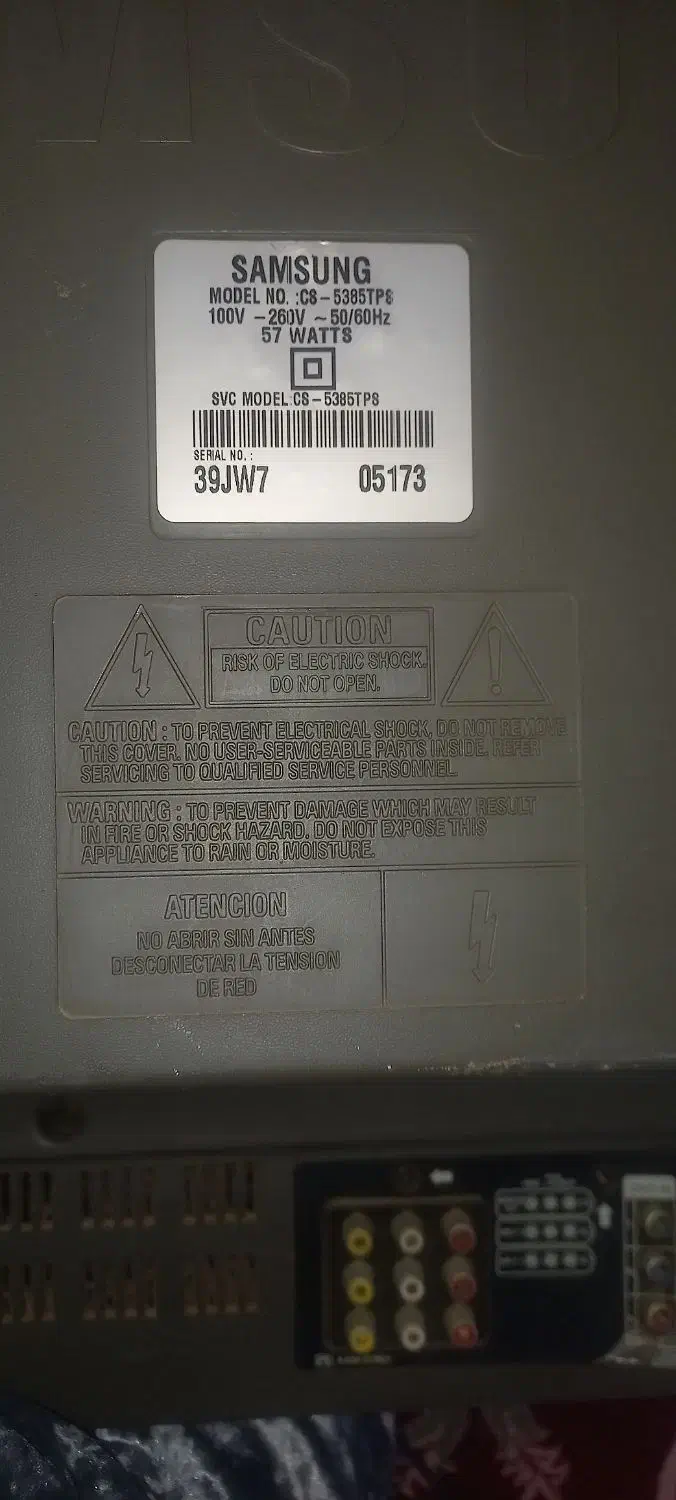 MSU
SAMSUNG
MODEL NO. :CS-5385TPS
100V -260V ~50/60Hz
57 WATTS
SVC MODEL:CS-5385TPS
SERIAL NO. :
39JW7 05173
CAUTION
RISK OF ELECTRIC SHOCK.
DO NOT OPEN.
CAUTION : TO PREVENT ELECTRICAL SHOCK, DO NOT REMOVE
THIS COVER. NO USER-SERVICEABLE PARTS INSIDE. REFER
SERVICING TO QUALIFIED SERVICE PERSONNEL.
WARNING : TO PREVENT DAMAGE WHICH MAY RESULT
IN FIRE OR SHOCK HAZARD. DO NOT EXPOSE THIS
APPLIANCE TO RAIN OR MOISTURE.
ATENCION
NO ABRIR SIN ANTES
DESCONECTAR LA TENSION
DE RED